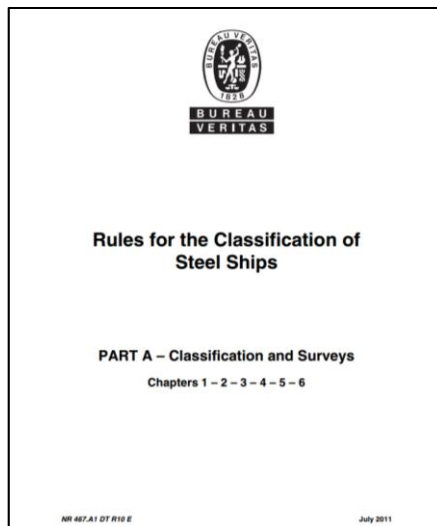 BUREAU VERITAS
1828
BUREAU
VERITAS
Rules for the Classification of
Steel Ships
PART A – Classification and Surveys
Chapters 1 – 2 – 3 – 4 – 5 – 6
NR 467.A1 DT R10 E July 2011